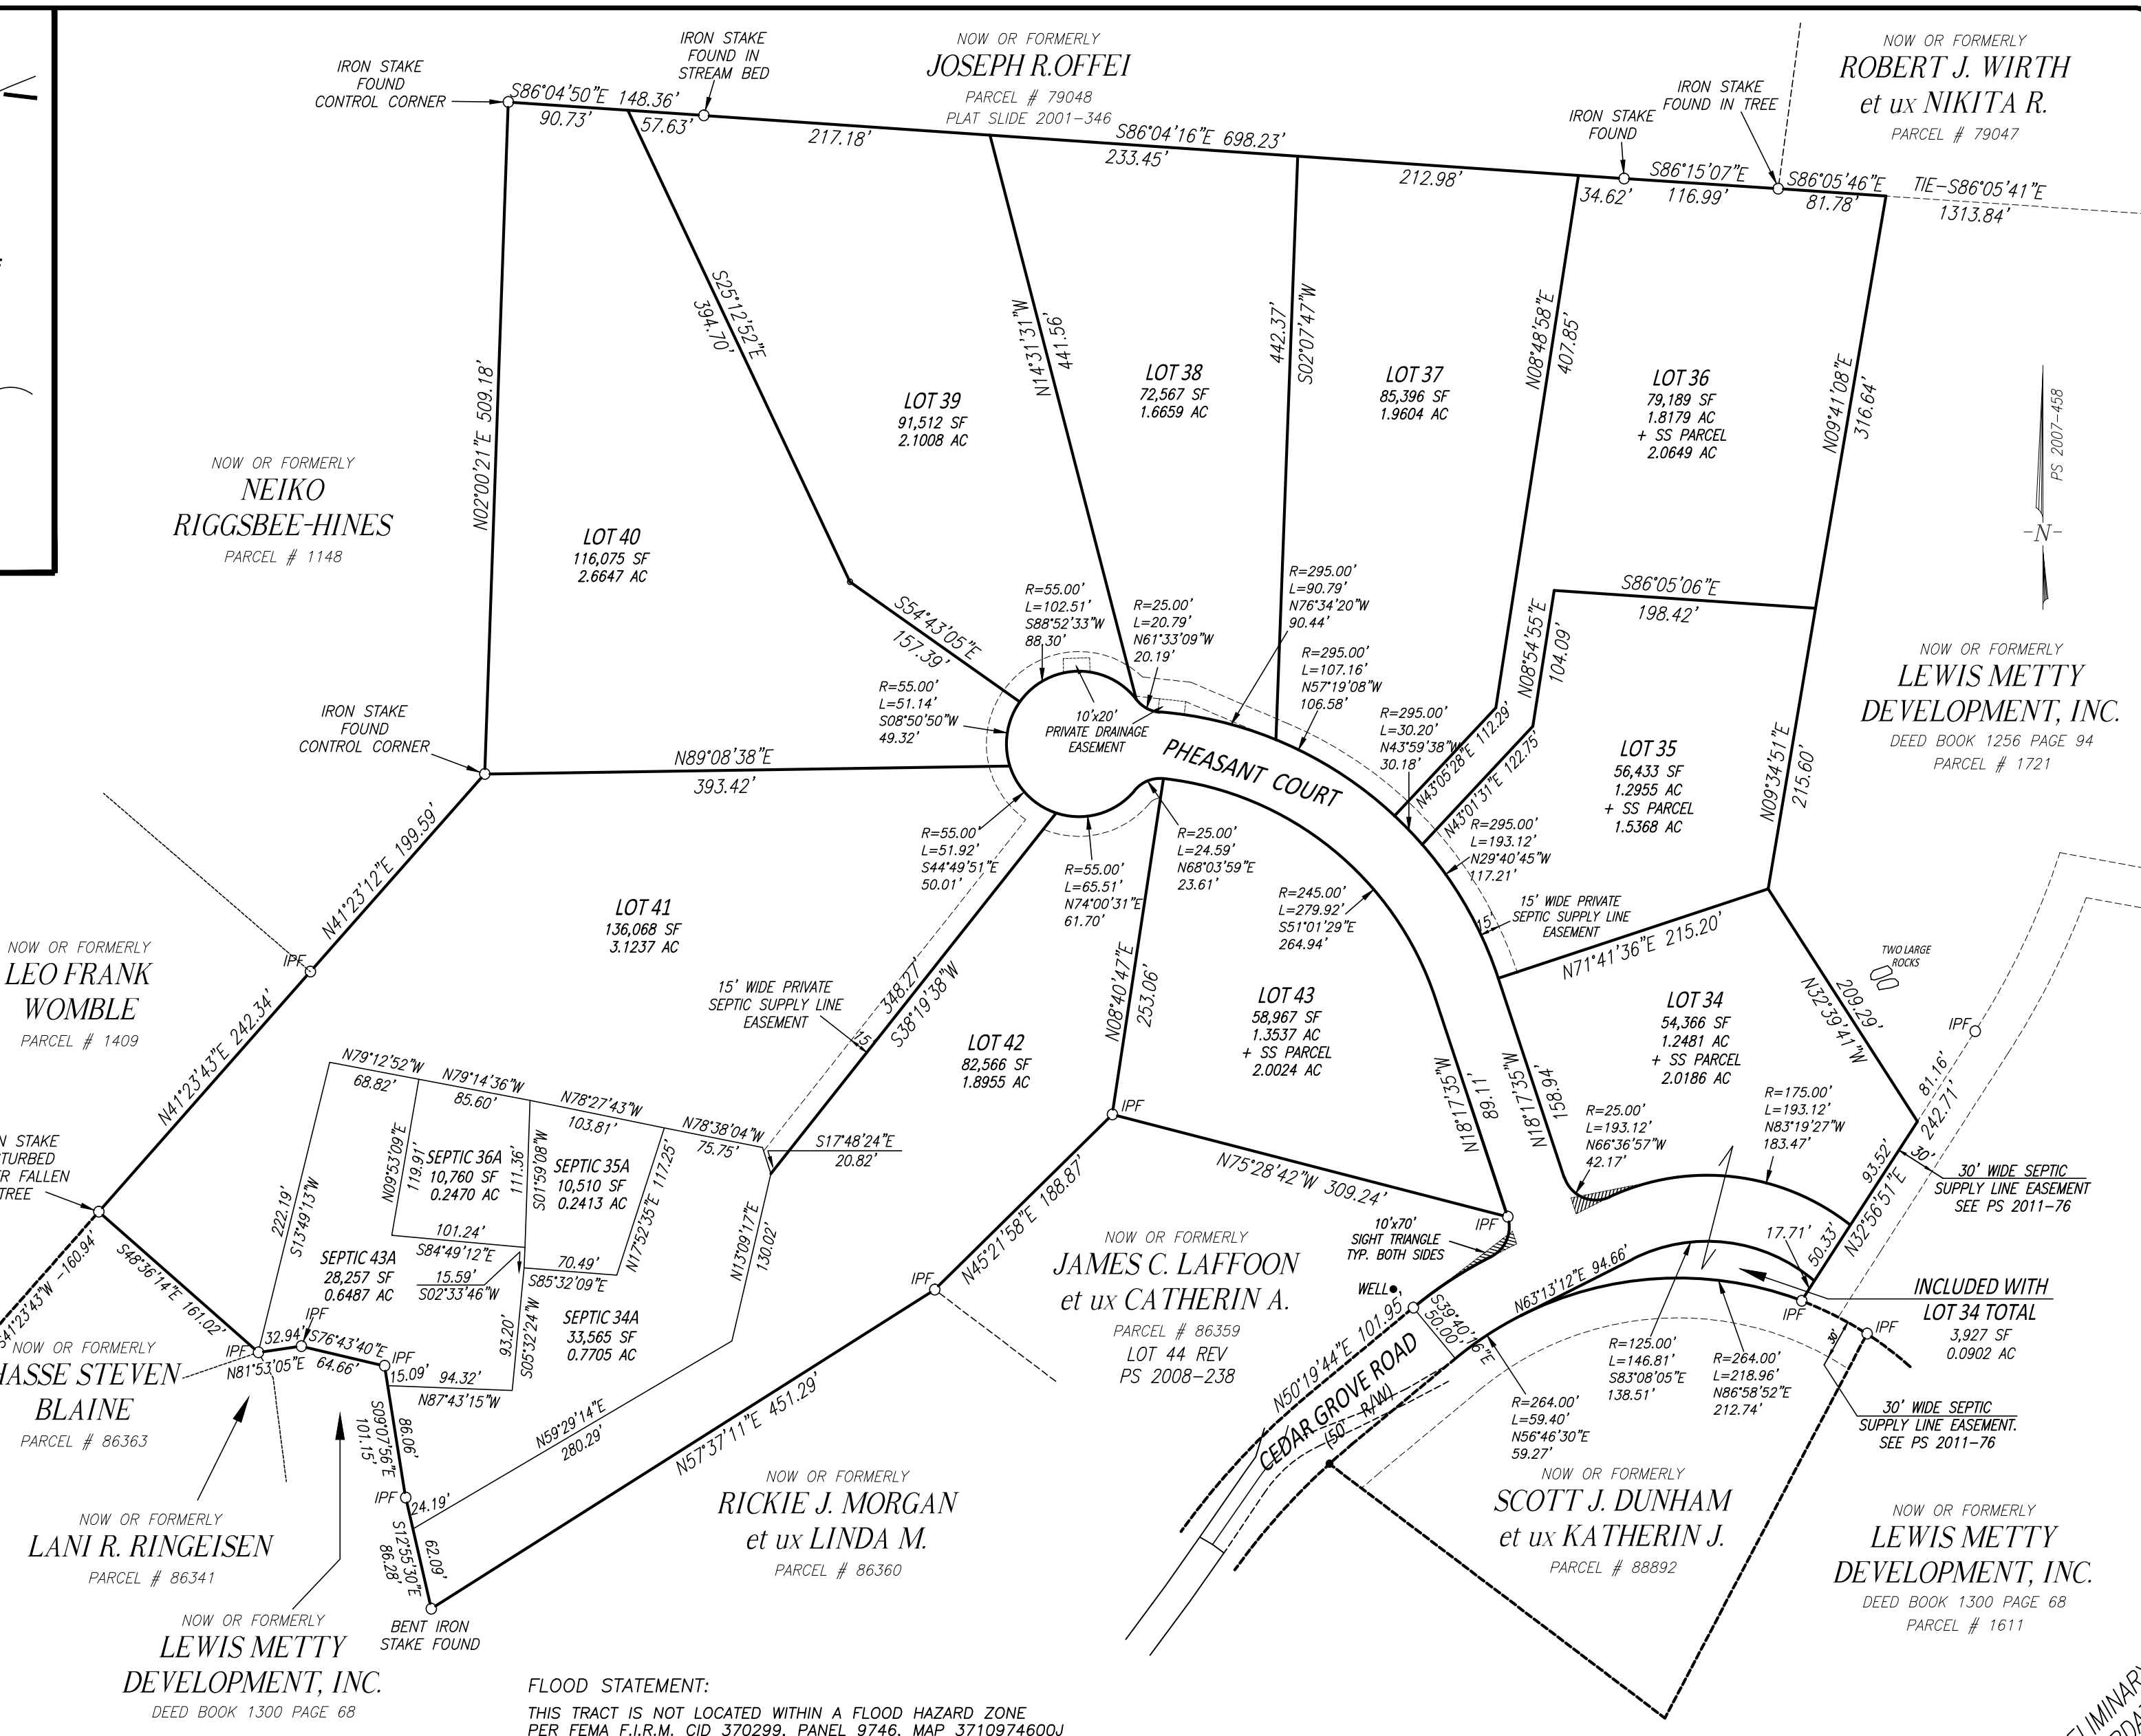 NOW OR FORMERLY
JOSEPH R.OFFEI
PARCEL # 79048
PLAT SLIDE 2001-346
NOW OR FORMERLY
ROBERT J. WIRTH
et ux NIKITA R.
PARCEL # 79047
IRON STAKE
FOUND
CONTROL CORNER
IRON STAKE
FOUND IN
STREAM BED
IRON STAKE
FOUND
IRON STAKE
FOUND IN TREE
S86°04'50"E 148.36'
90.73'
57.63'
217.18'
S86°04'16"E 698.23'
233.45'
212.98'
34.62'
S86°15'07"E
116.99'
S86°05'46"E
81.78'
TIE-S86°05'41"E
1313.84'
N02°00'21"E 509.18'
S25°12'52"E
394.70'
N14°31'31"W
441.56'
442.37'
S02°07'47"W
N08°48'58"E
407.85'
N09°41'08"E
316.64'
PS 2007-458
-N-
LOT 40
116,075 SF
2.6647 AC
LOT 39
91,512 SF
2.1008 AC
LOT 38
72,567 SF
1.6659 AC
LOT 37
85,396 SF
1.9604 AC
LOT 36
79,189 SF
1.8179 AC
+ SS PARCEL
2.0649 AC
NOW OR FORMERLY
NEIKO
RIGGSBEE-HINES
PARCEL # 1148
S54°43'05"E
157.39'
R=55.00'
L=102.51'
S88°52'33"W
88.30'
R=25.00'
L=20.79'
N61°33'09"W
20.19'
R=295.00'
L=90.79'
N76°34'20"W
90.44'
R=295.00'
L=107.16'
N57°19'08"W
106.58'
R=295.00'
L=30.20'
N43°59'38"W
30.18'
R=55.00'
L=51.14'
S08°50'50"W
49.32'
10'x20'
PRIVATE DRAINAGE
EASEMENT
PHEASANT COURT
N43°05'28"E 112.29'
N43°01'31"E 122.75'
N08°54'55"E
104.09'
S86°05'06"E
198.42'
LOT 35
56,433 SF
1.2955 AC
+ SS PARCEL
1.5368 AC
N09°34'51"E
215.60'
NOW OR FORMERLY
LEWIS METTY
DEVELOPMENT, INC.
DEED BOOK 1256 PAGE 94
PARCEL # 1721
IRON STAKE
FOUND
CONTROL CORNER
N89°08'38"E
393.42'
R=55.00'
L=51.92'
S44°49'51"E
50.01'
R=55.00'
L=65.51'
N74°00'31"E
61.70'
R=25.00'
L=24.59'
N68°03'59"E
23.61'
R=245.00'
L=279.92'
S51°01'29"E
264.94'
R=295.00'
L=193.12'
N29°40'45"W
117.21'
15'
15' WIDE PRIVATE
SEPTIC SUPPLY LINE
EASEMENT
N71°41'36"E 215.20'
N41°23'12"E 199.59'
IPF
N41°23'43"E 242.34'
NOW OR FORMERLY
LEO FRANK
WOMBLE
PARCEL # 1409
LOT 41
136,068 SF
3.1237 AC
15' WIDE PRIVATE
SEPTIC SUPPLY LINE
EASEMENT
15'
348.27'
S38°19'38"W
LOT 42
82,566 SF
1.8955 AC
N08°40'47"E
253.06'
LOT 43
58,967 SF
1.3537 AC
+ SS PARCEL
2.0024 AC
N18°17'35"W
89.11'
N18°17'35"W
158.94'
LOT 34
54,366 SF
1.2481 AC
+ SS PARCEL
2.0186 AC
TWO LARGE
ROCKS
N32°39'41"W
209.29'
IPF
81.16'
242.71'
30'
93.52'
N32°56'51"E
50.33'
17.71'
R=25.00'
L=193.12'
N66°36'57"W
42.17'
R=175.00'
L=193.12'
N83°19'27"W
183.47'
30' WIDE SEPTIC
SUPPLY LINE EASEMENT
SEE PS 2011-76
N STAKE
TURBED
R FALLEN
TREE
N79°12'52"W
68.82'
N79°14'36"W
85.60'
N78°27'43"W
103.81'
N78°38'04"W
75.75'
S17°48'24"E
20.82'
222.19'
S13°49'13"W
N09°53'09"E
119.91'
SEPTIC 36A
10,760 SF
0.2470 AC
111.36'
S01°59'08"W
SEPTIC 35A
10,510 SF
0.2413 AC
N17°52'35"E 117.25'
N13°09'17"E
130.02'
101.24'
S84°49'12"E
15.59'
S02°33'46"W
70.49'
S85°32'09"E
SEPTIC 43A
28,257 SF
0.6487 AC
SEPTIC 34A
33,565 SF
0.7705 AC
93.20'
S05°32'24"W
S41°23'43"W -160.94'
S48°36'14"E 161.02'
IPF
32.94'
N81°53'05"E
IPF
S76°43'40"E
64.66'
IPF
15.09'
94.32'
N87°43'15"W
S09°07'56"E
101.15'
86.06'
N59°29'14"E
280.29'
IPF
24.19'
S12°55'30"E
86.28'
62.09'
BENT IRON
STAKE FOUND
N57°37'11"E 451.29'
IPF
N45°21'58"E 188.87'
IPF
N75°28'42"W 309.24'
IPF
10'x70'
SIGHT TRIANGLE
TYP. BOTH SIDES
WELL
NOW OR FORMERLY
JAMES C. LAFFOON
et ux CATHERIN A.
PARCEL # 86359
LOT 44 REV
PS 2008-238
N50°19'44"E 101.95'
S39°40'16"E
50.00'
CEDAR GROVE ROAD
(50' R/W)
N63°13'12"E 94.66'
IPF
INCLUDED WITH
LOT 34 TOTAL
3,927 SF
0.0902 AC
R=125.00'
L=146.81'
S83°08'05"E
138.51'
R=264.00'
L=218.96'
N86°58'52"E
212.74'
R=264.00'
L=59.40'
N56°46'30"E
59.27'
30'
IPF
30' WIDE SEPTIC
SUPPLY LINE EASEMENT.
SEE PS 2011-76
NOW OR FORMERLY
HASSE STEVEN
BLAINE
PARCEL # 86363
NOW OR FORMERLY
LANI R. RINGEISEN
PARCEL # 86341
NOW OR FORMERLY
LEWIS METTY
DEVELOPMENT, INC.
DEED BOOK 1300 PAGE 68
NOW OR FORMERLY
RICKIE J. MORGAN
et ux LINDA M.
PARCEL # 86360
NOW OR FORMERLY
SCOTT J. DUNHAM
et ux KATHERIN J.
PARCEL # 88892
NOW OR FORMERLY
LEWIS METTY
DEVELOPMENT, INC.
DEED BOOK 1300 PAGE 68
PARCEL # 1611
FLOOD STATEMENT:
THIS TRACT IS NOT LOCATED WITHIN A FLOOD HAZARD ZONE
PER FEMA F.I.R.M. CID 370299, PANEL 9746, MAP 3710974600J